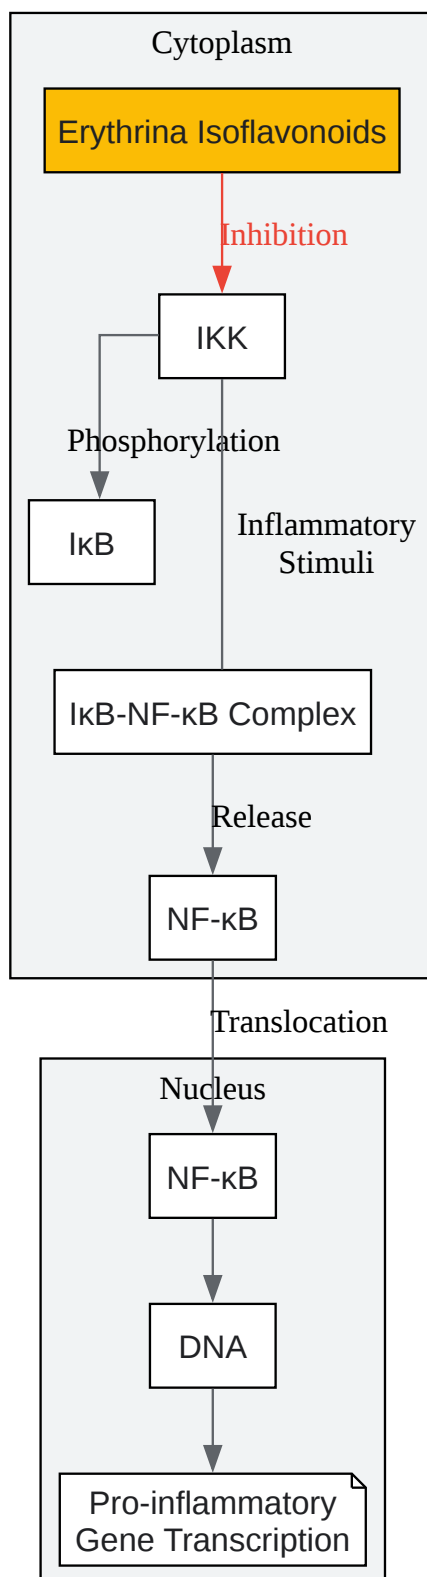 Cytoplasm
Erythrina Isoflavonoids
Inhibition
IKK
Phosphorylation
IκB
Inflammatory
Stimuli
IκB-NF-κB Complex
Release
NF-κB
Translocation
Nucleus
NF-κB
DNA
Pro-inflammatory
Gene Transcription